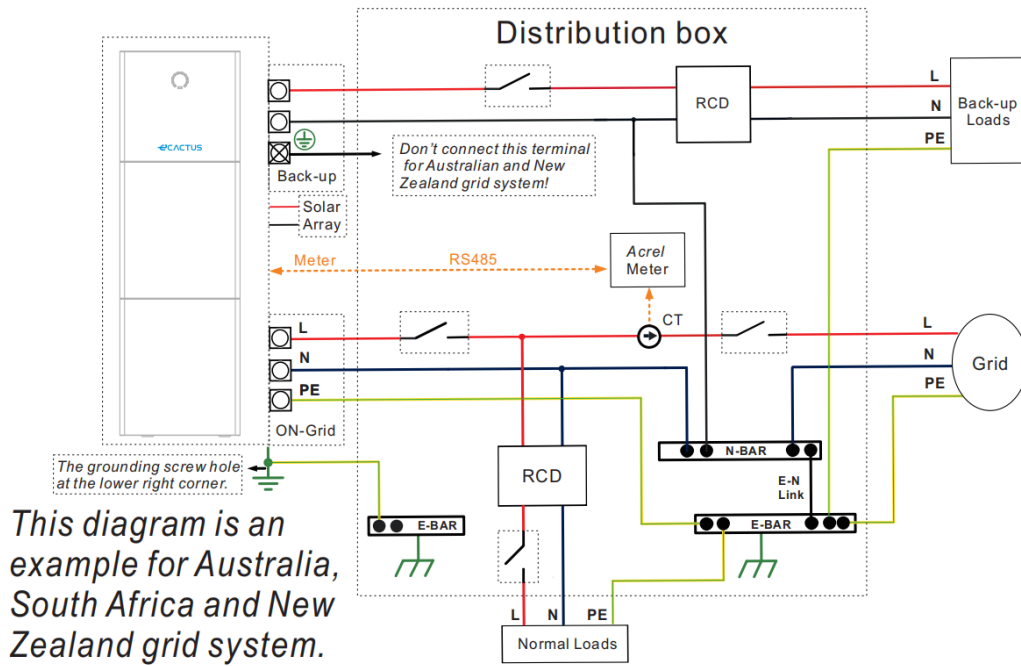 Distribution box
eCACTUS
RCD
L
N
PE
Back-up
Loads
Back-up
Don't connect this terminal
for Australian and New
Zealand grid system!
Solar
Array
Meter
RS485
Acrel
Meter
CT
L
N
PE
ON-Grid
L
N
PE
Grid
RCD
N-BAR
E-N
Link
E-BAR
The grounding screw hole
at the lower right corner.
E-BAR
This diagram is an
example for Australia,
South Africa and New
Zealand grid system.
L
N
PE
Normal Loads